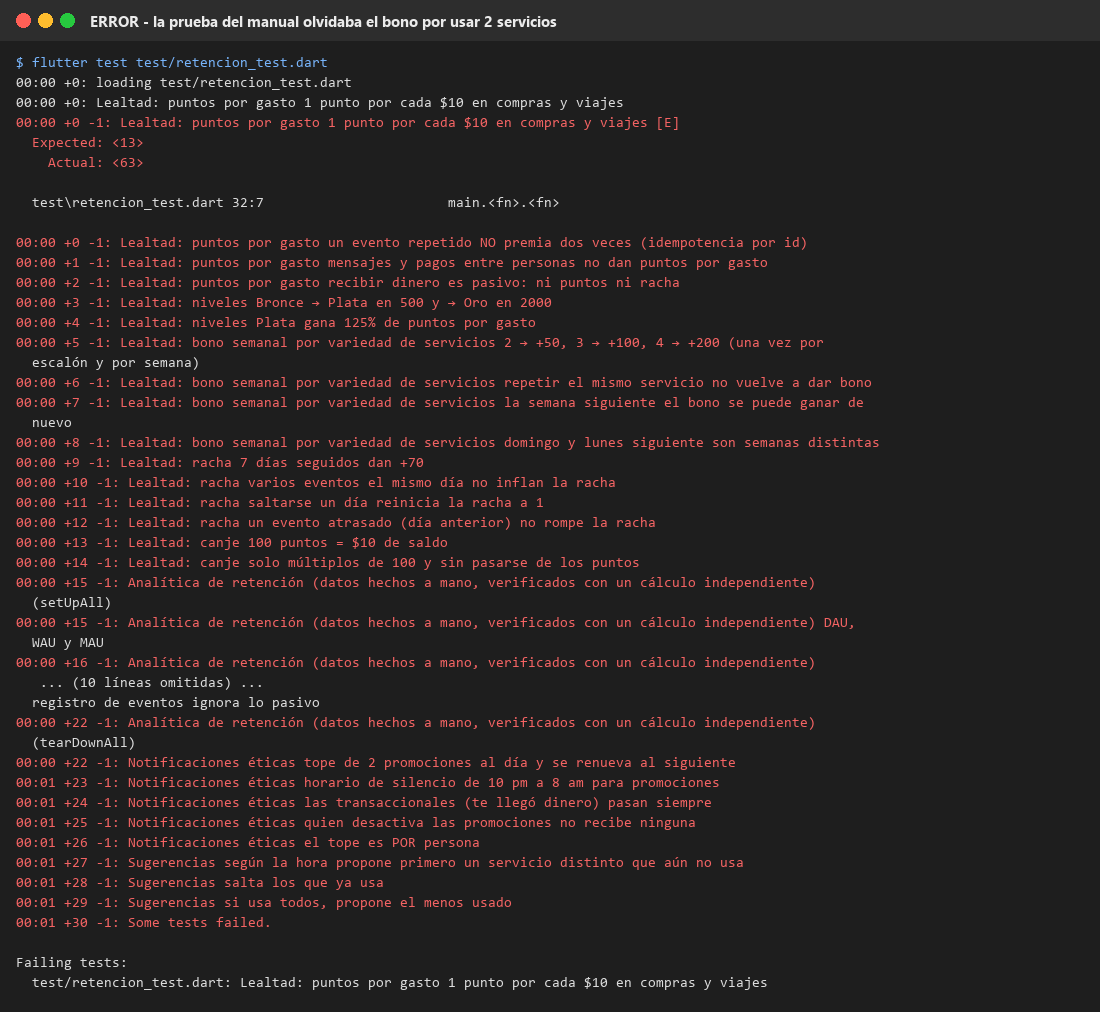 ERROR - la prueba del manual olvidaba el bono por usar 2 servicios
$ flutter test test/retencion_test.dart
00:00 +0: loading test/retencion_test.dart
00:00 +0: Lealtad: puntos por gasto 1 punto por cada $10 en compras y viajes
00:00 +0 -1: Lealtad: puntos por gasto 1 punto por cada $10 en compras y viajes [E]
Expected: <13>
Actual: <63>
test\retencion_test.dart 32:7 main.<fn>.<fn>
00:00 +0 -1: Lealtad: puntos por gasto un evento repetido NO premia dos veces (idempotencia por id)
00:00 +1 -1: Lealtad: puntos por gasto mensajes y pagos entre personas no dan puntos por gasto
00:00 +2 -1: Lealtad: puntos por gasto recibir dinero es pasivo: ni puntos ni racha
00:00 +3 -1: Lealtad: niveles Bronce → Plata en 500 y → Oro en 2000
00:00 +4 -1: Lealtad: niveles Plata gana 125% de puntos por gasto
00:00 +5 -1: Lealtad: bono semanal por variedad de servicios 2 → +50, 3 → +100, 4 → +200 (una vez por
escalón y por semana)
00:00 +6 -1: Lealtad: bono semanal por variedad de servicios repetir el mismo servicio no vuelve a dar bono
00:00 +7 -1: Lealtad: bono semanal por variedad de servicios la semana siguiente el bono se puede ganar de
nuevo
00:00 +8 -1: Lealtad: bono semanal por variedad de servicios domingo y lunes siguiente son semanas distintas
00:00 +9 -1: Lealtad: racha 7 días seguidos dan +70
00:00 +10 -1: Lealtad: racha varios eventos el mismo día no inflan la racha
00:00 +11 -1: Lealtad: racha saltarse un día reinicia la racha a 1
00:00 +12 -1: Lealtad: racha un evento atrasado (día anterior) no rompe la racha
00:00 +13 -1: Lealtad: canje 100 puntos = $10 de saldo
00:00 +14 -1: Lealtad: canje solo múltiplos de 100 y sin pasarse de los puntos
00:00 +15 -1: Analítica de retención (datos hechos a mano, verificados con un cálculo independiente)
(setUpAll)
00:00 +15 -1: Analítica de retención (datos hechos a mano, verificados con un cálculo independiente) DAU,
WAU y MAU
00:00 +16 -1: Analítica de retención (datos hechos a mano, verificados con un cálculo independiente)
... (10 líneas omitidas) ...
registro de eventos ignora lo pasivo
00:00 +22 -1: Analítica de retención (datos hechos a mano, verificados con un cálculo independiente)
(tearDownAll)
00:00 +22 -1: Notificaciones éticas tope de 2 promociones al día y se renueva al siguiente
00:01 +23 -1: Notificaciones éticas horario de silencio de 10 pm a 8 am para promociones
00:01 +24 -1: Notificaciones éticas las transaccionales (te llegó dinero) pasan siempre
00:01 +25 -1: Notificaciones éticas quien desactiva las promociones no recibe ninguna
00:01 +26 -1: Notificaciones éticas el tope es POR persona
00:01 +27 -1: Sugerencias según la hora propone primero un servicio distinto que aún no usa
00:01 +28 -1: Sugerencias salta los que ya usa
00:01 +29 -1: Sugerencias si usa todos, propone el menos usado
00:01 +30 -1: Some tests failed.
Failing tests:
test/retencion_test.dart: Lealtad: puntos por gasto 1 punto por cada $10 en compras y viajes